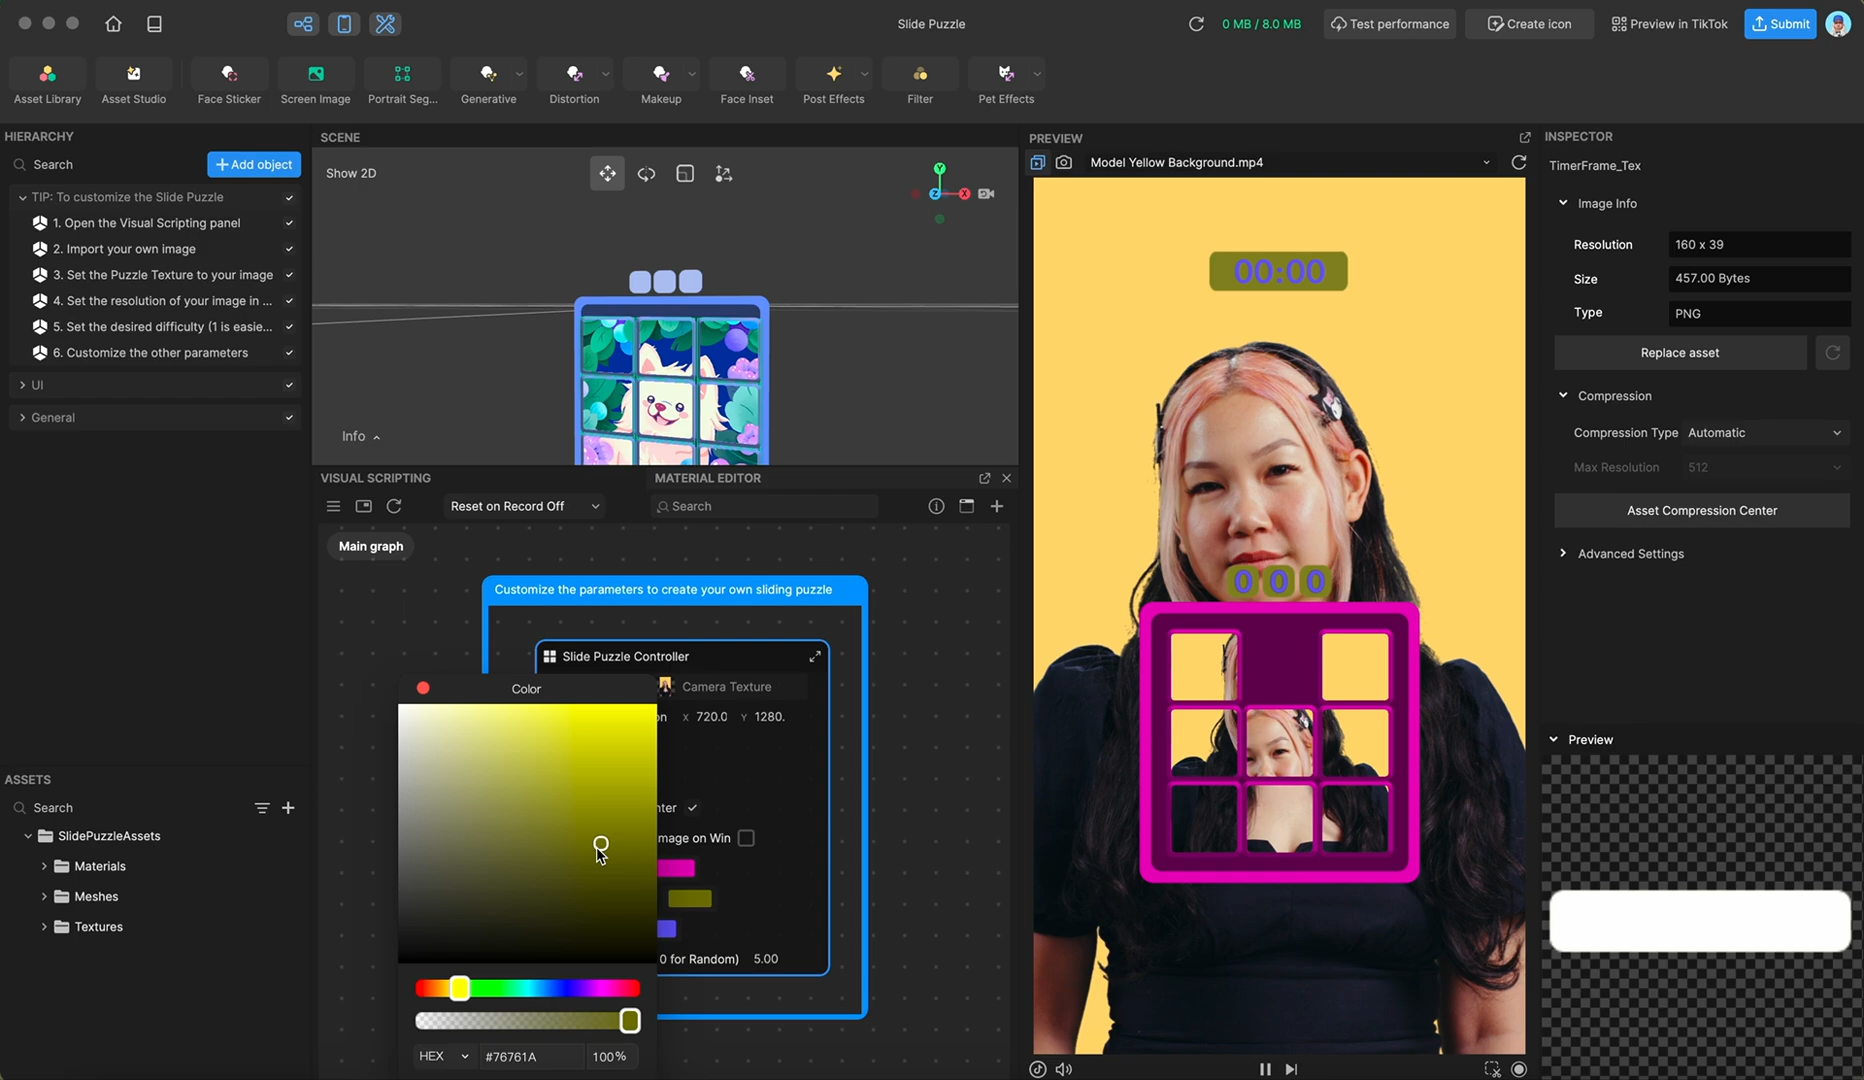 Slide Puzzle
0 MB / 8.0 MB
Test performance
Create icon
Preview in TikTok
Submit
Asset Library
Asset Studio
Face Sticker
Screen Image
Portrait Seg...
Generative
Distortion
Makeup
Face Inset
Post Effects
Filter
Pet Effects
HIERARCHY
Search
Add object
TIP: To customize the Slide Puzzle
1. Open the Visual Scripting panel
2. Import your own image
3. Set the Puzzle Texture to your image
4. Set the resolution of your image in ...
5. Set the desired difficulty (1 is easie...
6. Customize the other parameters
UI
General
ASSETS
Search
SlidePuzzleAssets
Materials
Meshes
Textures
SCENE
Show 2D
Y
Z
X
Info
VISUAL SCRIPTING
MATERIAL EDITOR
Reset on Record Off
Search
Main graph
Customize the parameters to create your own sliding puzzle
Slide Puzzle Controller
Camera Texture
on X 720.0 Y 1280.
nter
mage on Win
0 for Random) 5.00
Color
HEX
#76761A
100%
PREVIEW
Model Yellow Background.mp4
00:00
0 0 0
INSPECTOR
TimerFrame_Tex
Image Info
Resolution 160 x 39
Size 457.00 Bytes
Type PNG
Replace asset
Compression
Compression Type Automatic
Max Resolution 512
Asset Compression Center
Advanced Settings
Preview